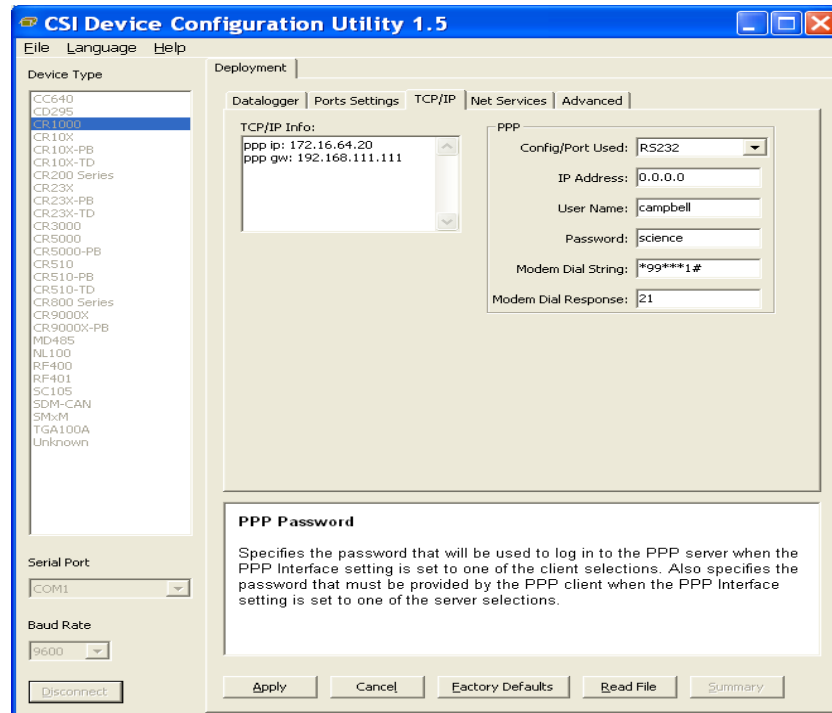 CSI Device Configuration Utility 1.5
File Language Help
Device Type
CC640
CD295
CR1000
CR10X
CR10X-PB
CR10X-TD
CR200 Series
CR23X
CR23X-PB
CR23X-TD
CR3000
CR5000
CR5000-PB
CR510
CR510-PB
CR510-TD
CR800 Series
CR9000X
CR9000X-PB
MD485
NL100
RF400
RF401
SC105
SDM-CAN
SMxM
TGA100A
Unknown
Serial Port
COM1
Baud Rate
9600
Disconnect
Deployment
Datalogger Ports Settings TCP/IP Net Services Advanced
TCP/IP Info:
ppp ip: 172.16.64.20
ppp gw: 192.168.111.111
PPP
Config/Port Used: RS232
IP Address: 0.0.0.0
User Name: campbell
Password: science
Modem Dial String: *99***1#
Modem Dial Response: 21
PPP Password
Specifies the password that will be used to log in to the PPP server when the
PPP Interface setting is set to one of the client selections. Also specifies the
password that must be provided by the PPP client when the PPP Interface
setting is set to one of the server selections.
Apply Cancel Factory Defaults Read File Summary